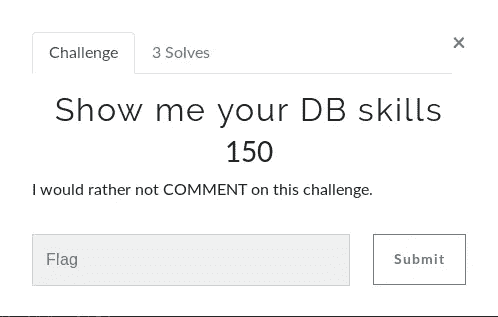 Challenge 3 Solves ×
Show me your DB skills
150
I would rather not COMMENT on this challenge.
Flag Submit